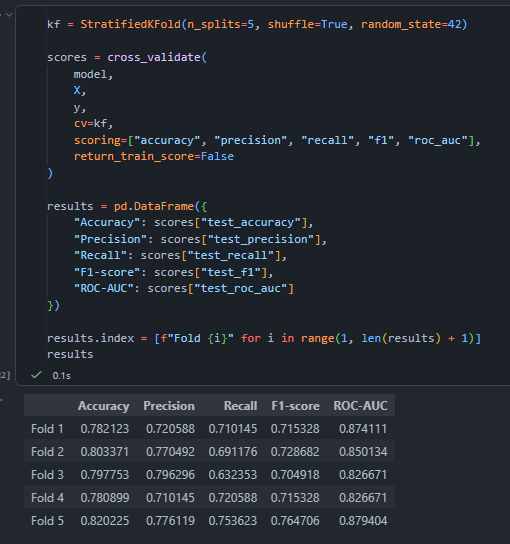 kf = StratifiedKFold(n_splits=5, shuffle=True, random_state=42)
scores = cross_validate(
    model,
    X,
    y,
    cv=kf,
    scoring=["accuracy", "precision", "recall", "f1", "roc_auc"],
    return_train_score=False
)
results = pd.DataFrame({
    "Accuracy": scores["test_accuracy"],
    "Precision": scores["test_precision"],
    "Recall": scores["test_recall"],
    "F1-score": scores["test_f1"],
    "ROC-AUC": scores["test_roc_auc"]
})
results.index = [f"Fold {i}" for i in range(1, len(results) + 1)]
results
22] 0.1s
Accuracy Precision Recall F1-score ROC-AUC
Fold 1 0.782123 0.720588 0.710145 0.715328 0.874111
Fold 2 0.803371 0.770492 0.691176 0.728682 0.850134
Fold 3 0.797753 0.796296 0.632353 0.704918 0.826671
Fold 4 0.780899 0.710145 0.720588 0.715328 0.826671
Fold 5 0.820225 0.776119 0.753623 0.764706 0.879404